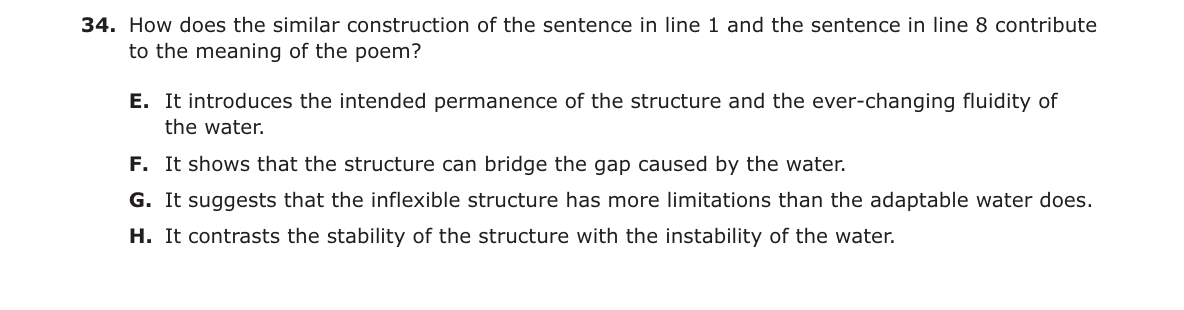 34. How does the similar construction of the sentence in line 1 and the sentence in line 8 contribute
to the meaning of the poem?
E. It introduces the intended permanence of the structure and the ever-changing fluidity of
the water.
F. It shows that the structure can bridge the gap caused by the water.
G. It suggests that the inflexible structure has more limitations than the adaptable water does.
H. It contrasts the stability of the structure with the instability of the water.